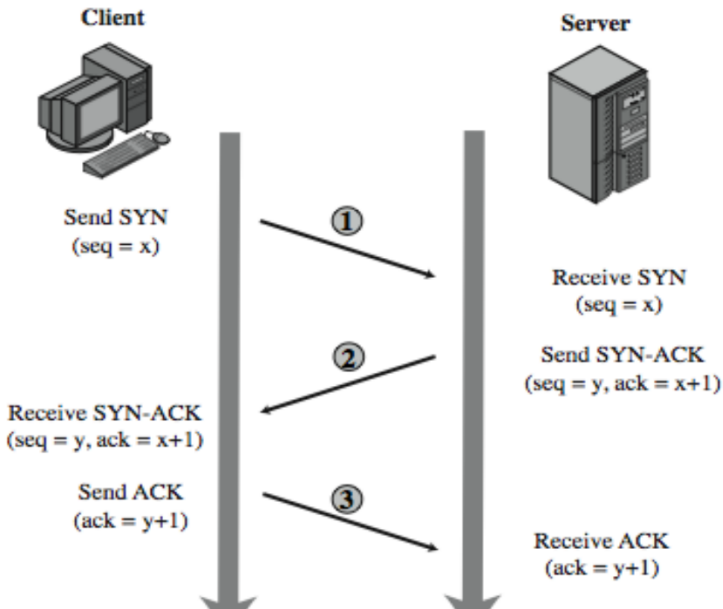 Client
Server
Send SYN
(seq = x)
1
Receive SYN
(seq = x)
2
Send SYN-ACK
(seq = y, ack = x+1)
Receive SYN-ACK
(seq = y, ack = x+1)
Send ACK
(ack = y+1)
3
Receive ACK
(ack = y+1)